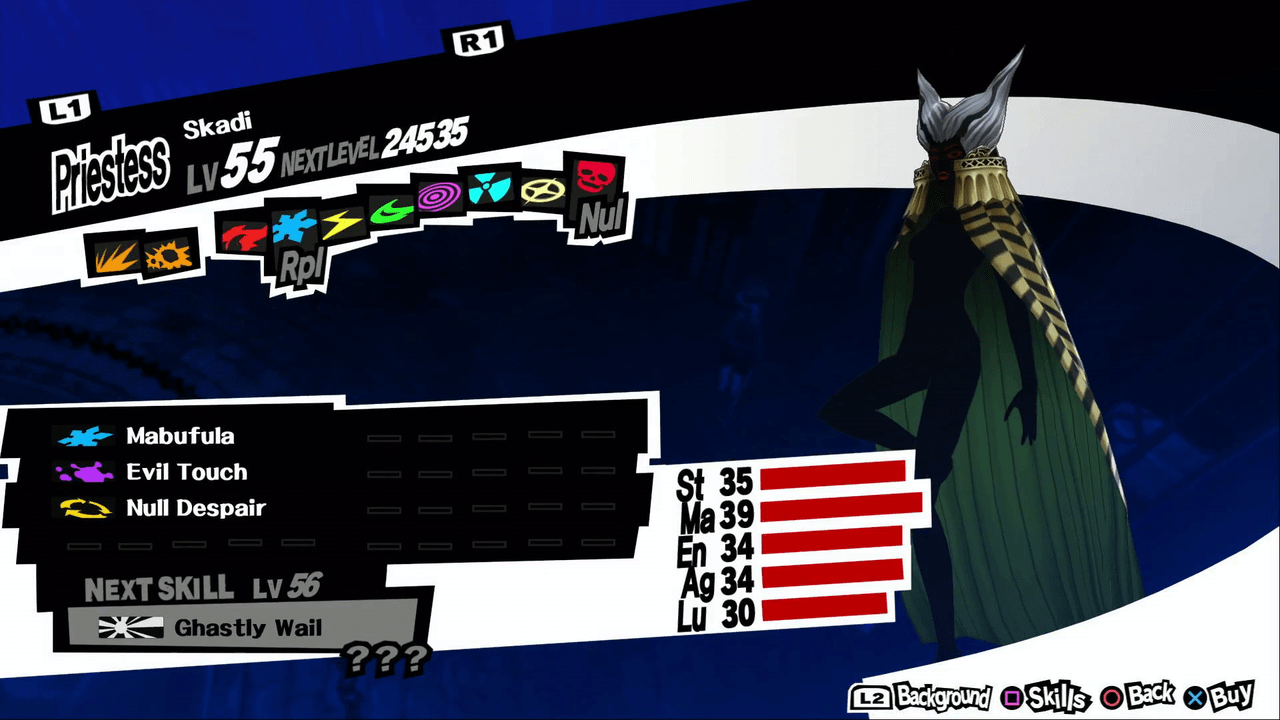 R1
L1
Skadi
Priestess
LV 55 NEXT LEVEL 24535
Nul
Rpl
Mabufula
Evil Touch
Null Despair
St 35
Ma 39
En 34
Ag 34
Lu 30
NEXT SKILL LV 56
Ghastly Wail
???
L2 Background Skills Back Buy